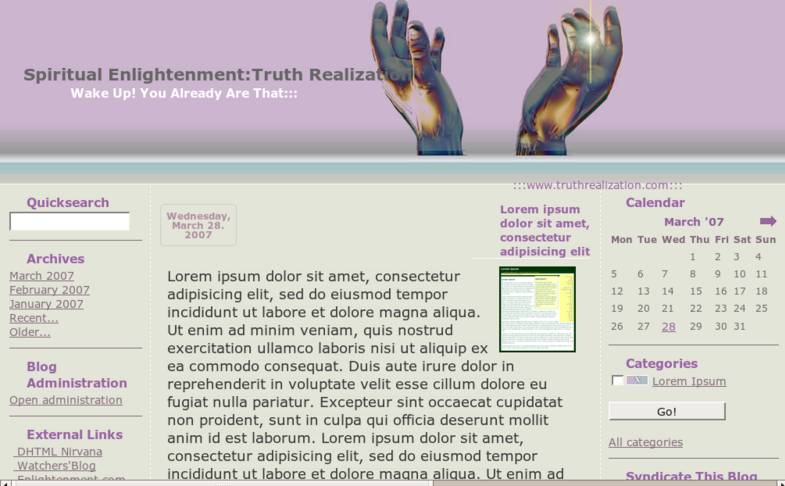 Spiritual Enlightenment:Truth Realization
Wake Up! You Already Are That:::
:::www.truthrealization.com:::
Quicksearch
Archives
March 2007
February 2007
January 2007
Recent...
Older...
Blog
Administration
Open administration
External Links
DHTML Nirvana
Watchers'Blog
Enlightenment.com
Wednesday,
March 28.
2007
Lorem ipsum
dolor sit amet,
consectetur
adipisicing elit
Lorem ipsum dolor sit amet, consectetur
adipisicing elit, sed do eiusmod tempor
incididunt ut labore et dolore magna aliqua.
Ut enim ad minim veniam, quis nostrud
exercitation ullamco laboris nisi ut aliquip ex
ea commodo consequat. Duis aute irure dolor in
reprehenderit in voluptate velit esse cillum dolore eu
fugiat nulla pariatur. Excepteur sint occaecat cupidatat
non proident, sunt in culpa qui officia deserunt mollit
anim id est laborum. Lorem ipsum dolor sit amet,
consectetur adipisicing elit, sed do eiusmod tempor
incididunt ut labore et dolore magna aliqua. Ut enim ad
Calendar
March '07
Mon Tue Wed Thu Fri Sat Sun
1 2 3 4
5 6 7 8 9 10 11
12 13 14 15 16 17 18
19 20 21 22 23 24 25
26 27 28 29 30 31
Categories
Lorem Ipsum
Go!
All categories
Syndicate This Blog